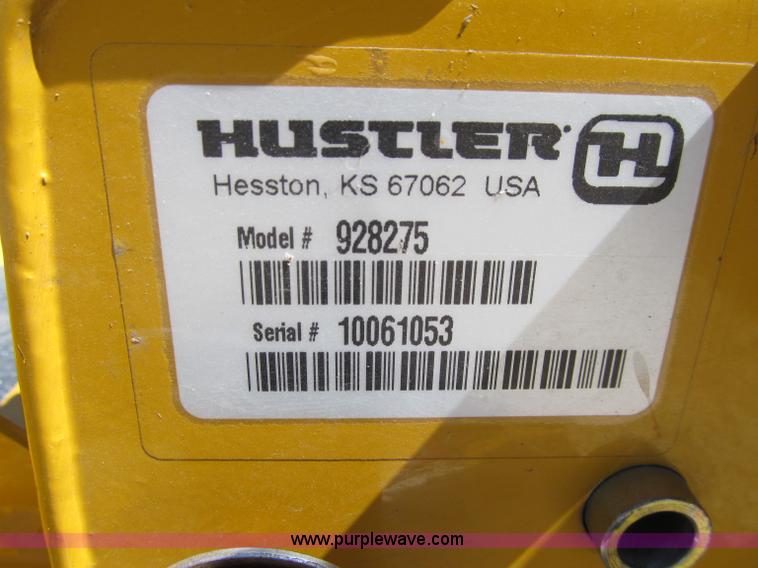 HUSTLER H
Hesston, KS 67062 USA
Model # 928275
Serial # 10061053
www.purplewave.com